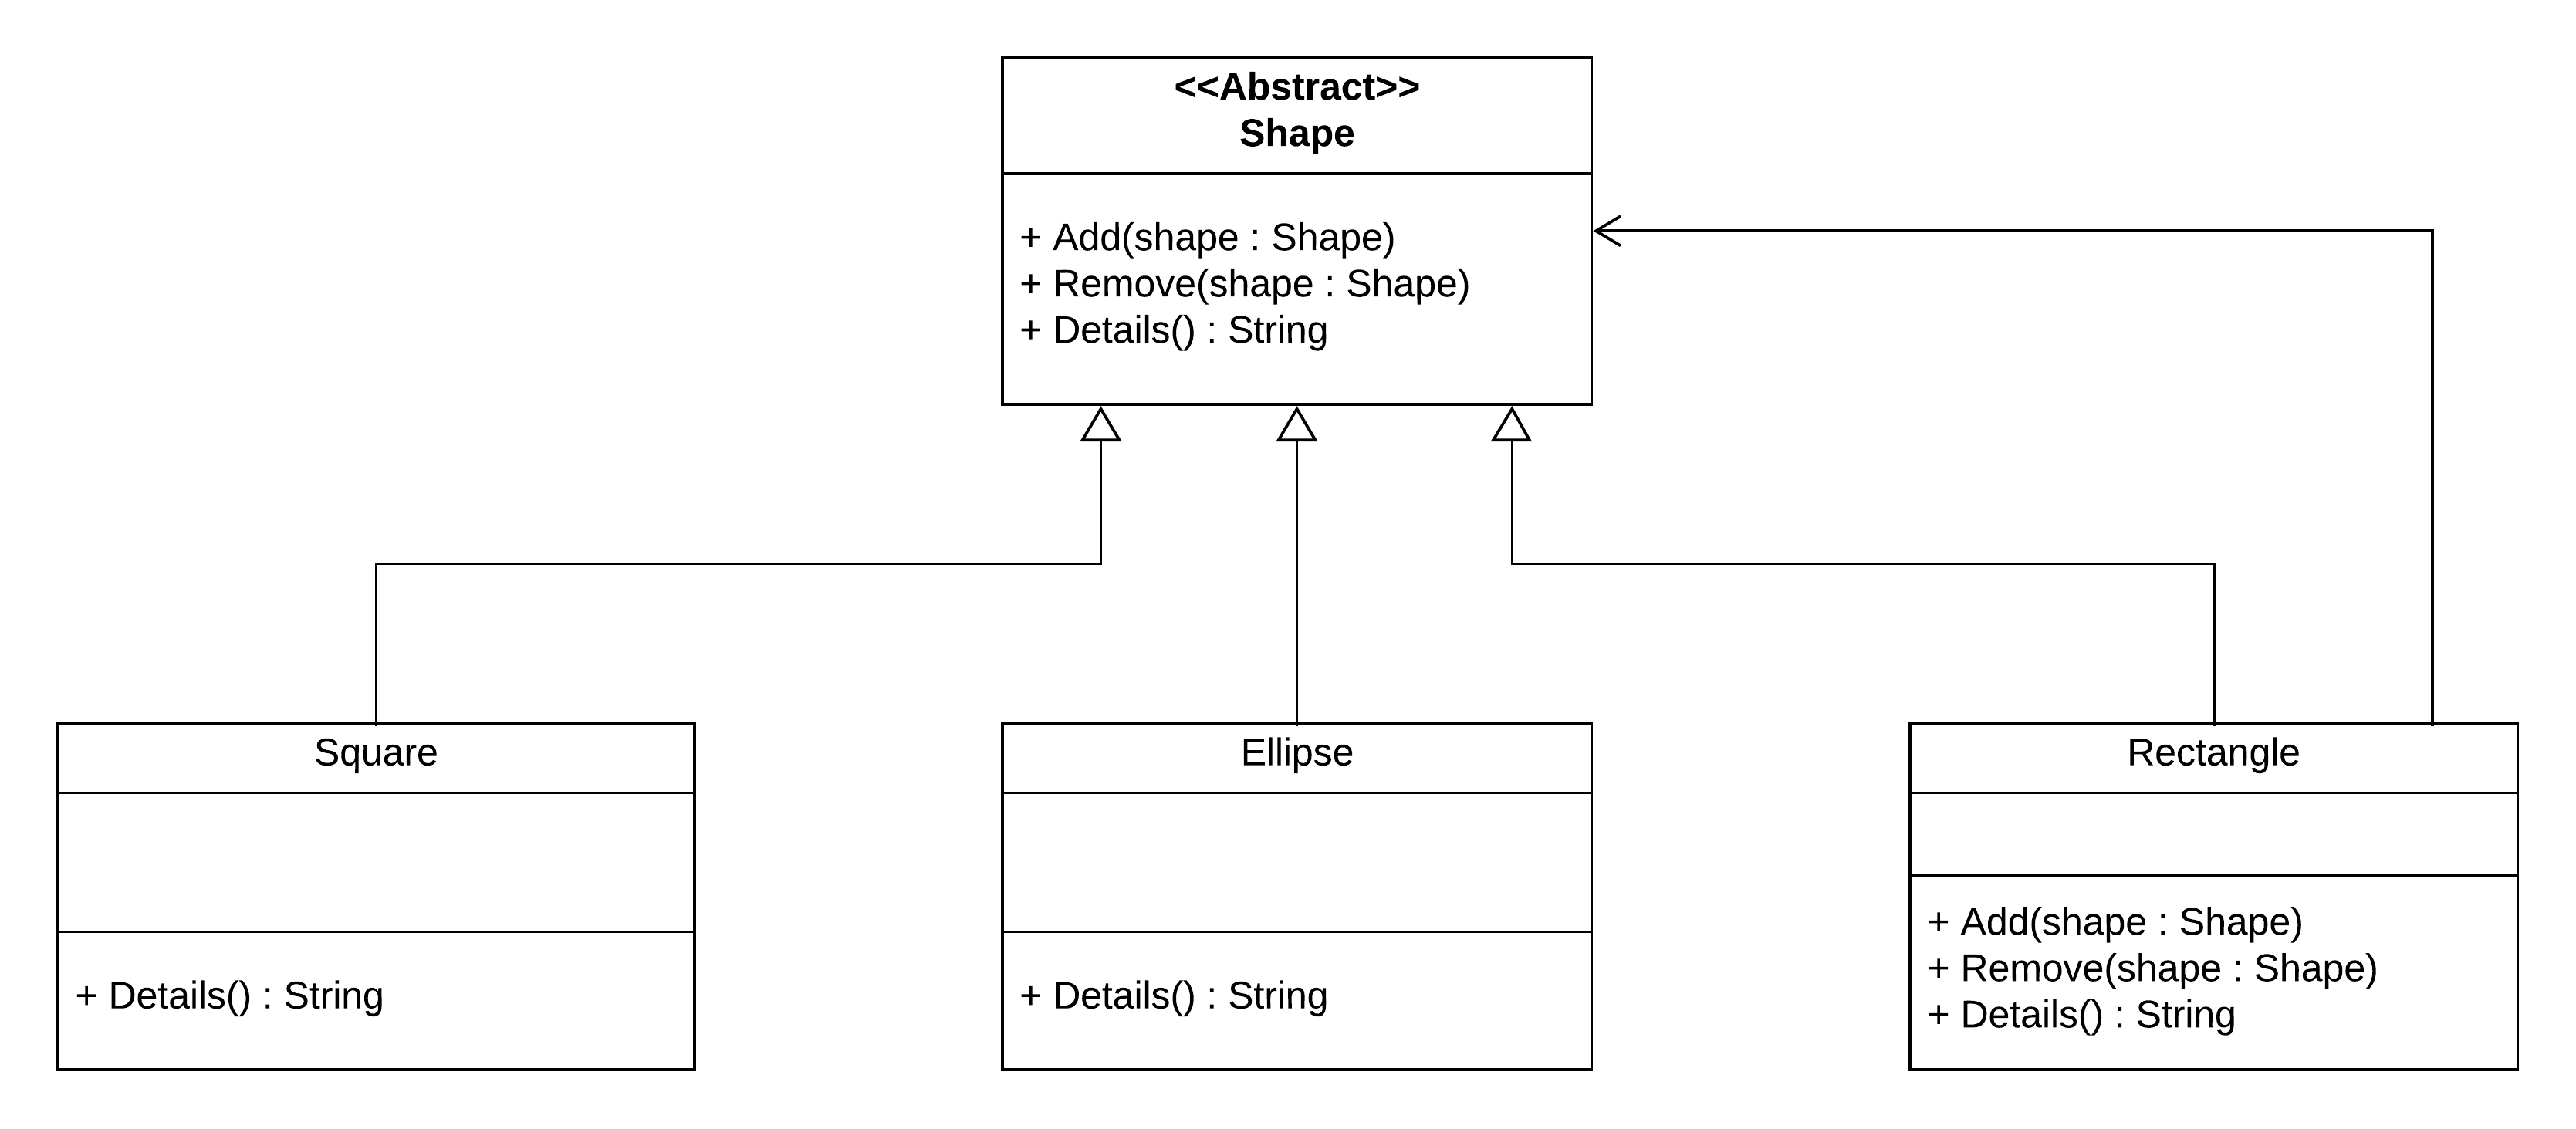 <<Abstract>>
Shape
+ Add(shape : Shape)
+ Remove(shape : Shape)
+ Details() : String
Square
+ Details() : String
Ellipse
+ Details() : String
Rectangle
+ Add(shape : Shape)
+ Remove(shape : Shape)
+ Details() : String